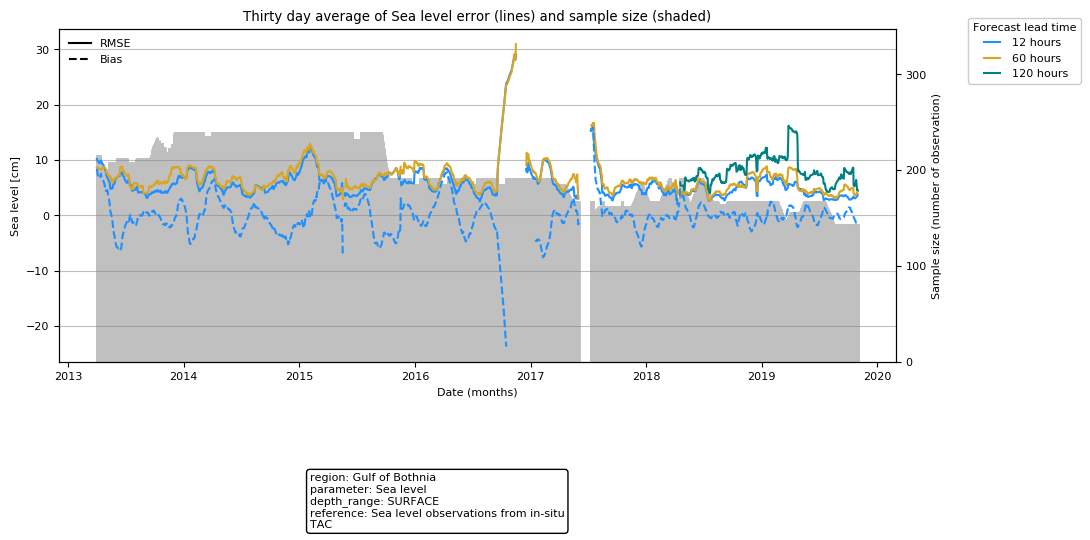 Thirty day average of Sea level error (lines) and sample size (shaded)
Forecast lead time
12 hours
60 hours
120 hours
RMSE
Bias
Sea level [cm]
30
20
10
0
−10
−20
Sample size (number of observation)
300
200
100
0
2013
2014
2015
2016
2017
2018
2019
2020
Date (months)
region: Gulf of Bothnia
parameter: Sea level
depth_range: SURFACE
reference: Sea level observations from in-situ
TAC